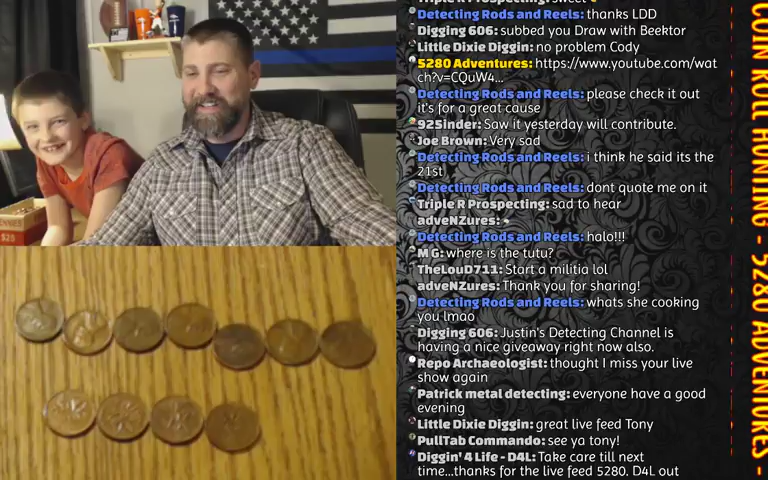 Triple R Prospecting: sweet
Detecting Rods and Reels: thanks LDD
Digging 606: subbed you Draw with Beektor
Little Dixie Diggin: no problem Cody
5280 Adventures: https://www.youtube.com/wat
ch?v=CQuW4...
Detecting Rods and Reels: please check it out
it's for a great cause
925inder: Saw it yesterday will contribute.
Joe Brown: Very sad
Detecting Rods and Reels: i think he said its the
21st
Detecting Rods and Reels: dont quote me on it
Triple R Prospecting: sad to hear
adveNZures:
Detecting Rods and Reels: halo!!!
M G: where is the tutu?
TheLouD711: Start a militia lol
adveNZures: Thank you for sharing!
Detecting Rods and Reels: whats she cooking
you lmao
Digging 606: Justin's Detecting Channel is
having a nice giveaway right now also.
Repo Archaeologist: thought I miss your live
show again
Patrick metal detecting: everyone have a good
evening
Little Dixie Diggin: great live feed Tony
PullTab Commando: see ya tony!
Diggin' 4 Life - D4L: Take care till next
time...thanks for the live feed 5280. D4L out
COIN ROLL HUNTING - 5280 ADVENTURES -
$20